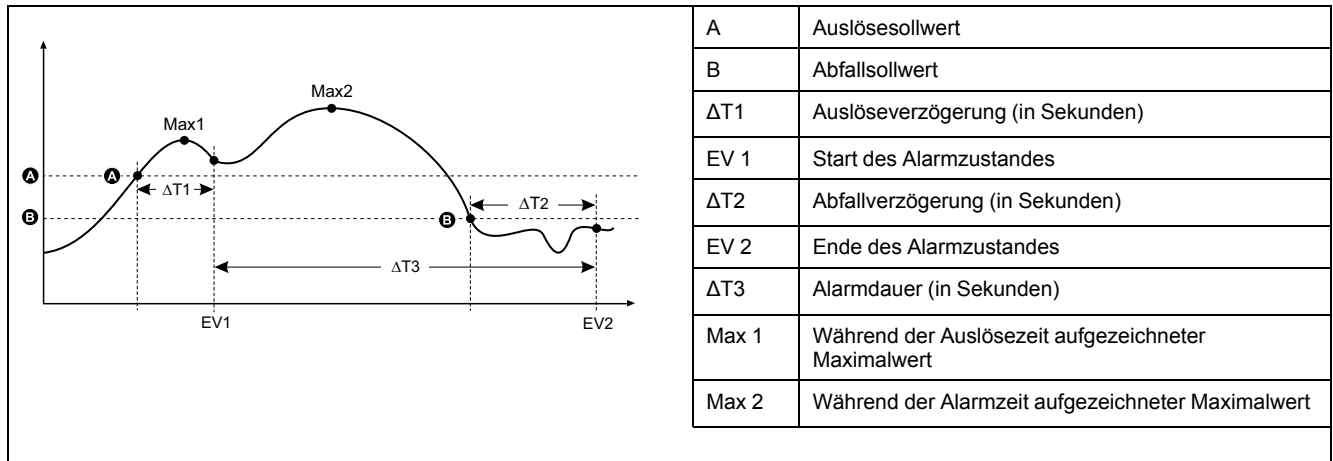 Max1
Max2
A
A
ΔT1
B
B
ΔT2
ΔT3
EV1
EV2
A Auslösesollwert
B Abfallsollwert
ΔT1 Auslöseverzögerung (in Sekunden)
EV 1 Start des Alarmzustandes
ΔT2 Abfallverzögerung (in Sekunden)
EV 2 Ende des Alarmzustandes
ΔT3 Alarmdauer (in Sekunden)
Max 1 Während der Auslösezeit aufgezeichneter
Maximalwert
Max 2 Während der Alarmzeit aufgezeichneter Maximalwert